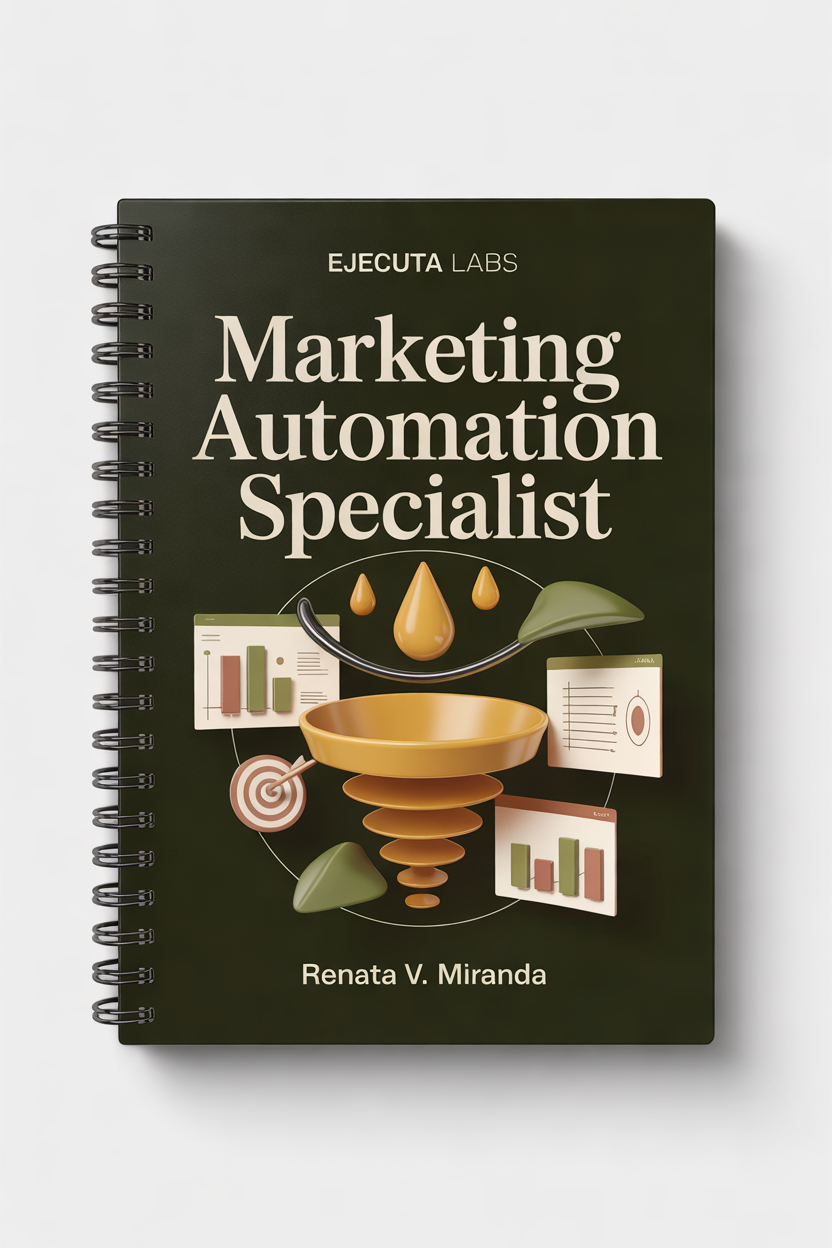 EJECUTA LABS
Marketing
Automation
Specialist
Renata V. Miranda